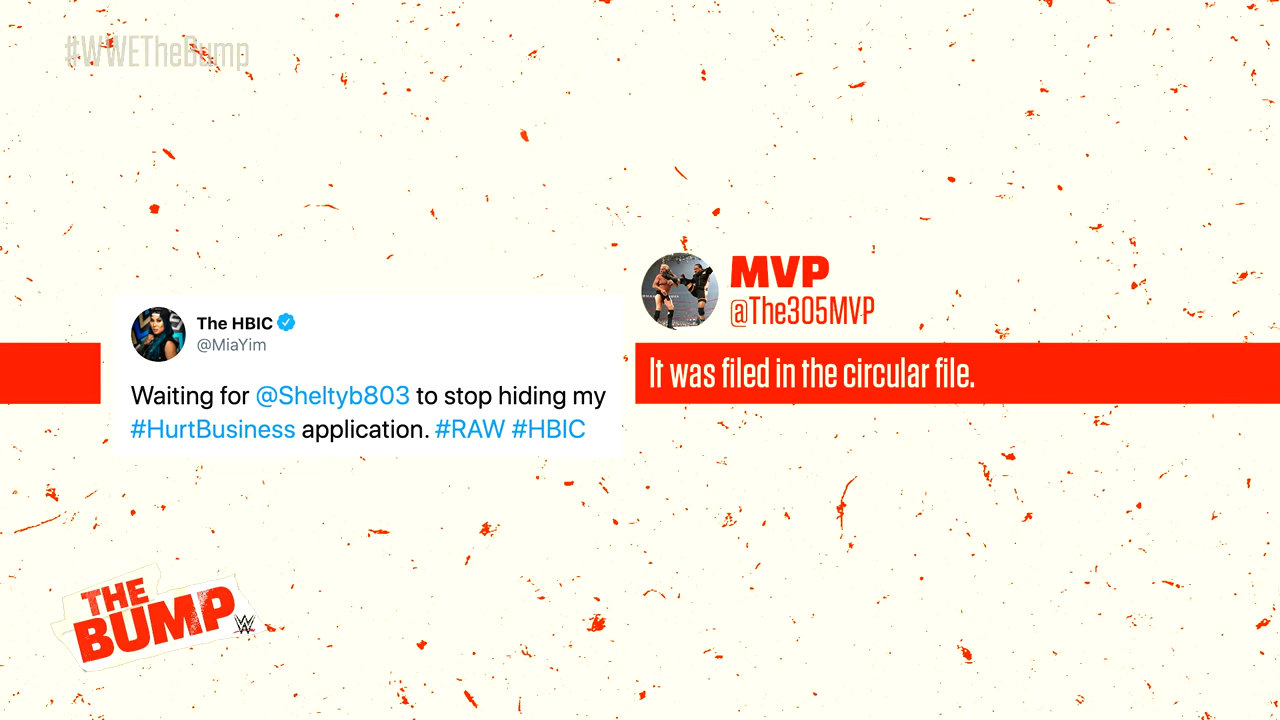 #WWETheBump
The HBIC
@MiaYim
Waiting for @Sheltyb803 to stop hiding my
#HurtBusiness application. #RAW #HBIC
MVP
@The305MVP
It was filed in the circular file.
THE
BUMP
W